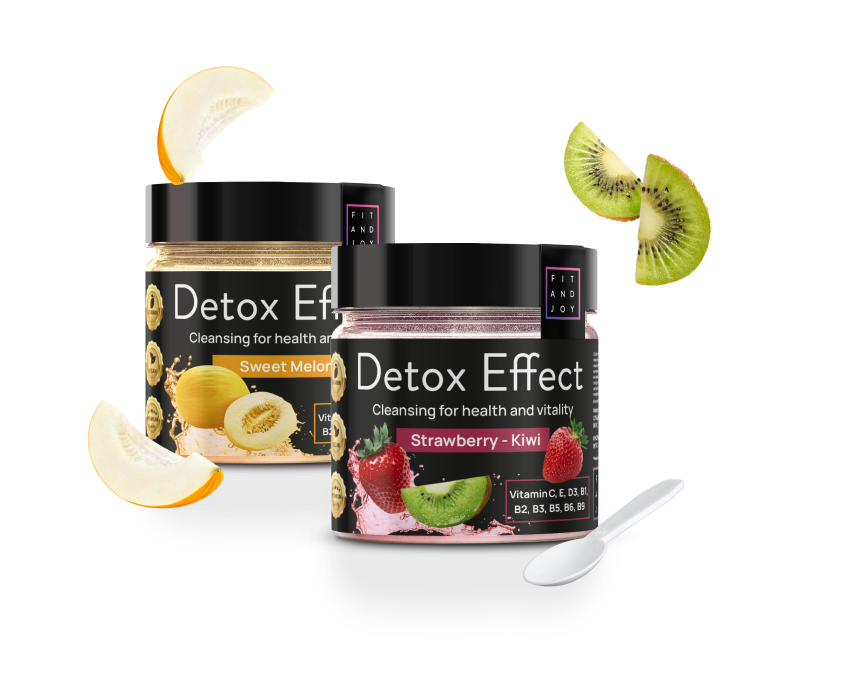 FIT
AND
JOY
Detox Ef
Cleansing for health an
Sweet Melon
Vit
B2
FIT
AND
JOY
Detox Effect
Cleansing for health and vitality
Strawberry - Kiwi
Vitamin C, E, D3, B1,
B2, B3, B5, B6, B9